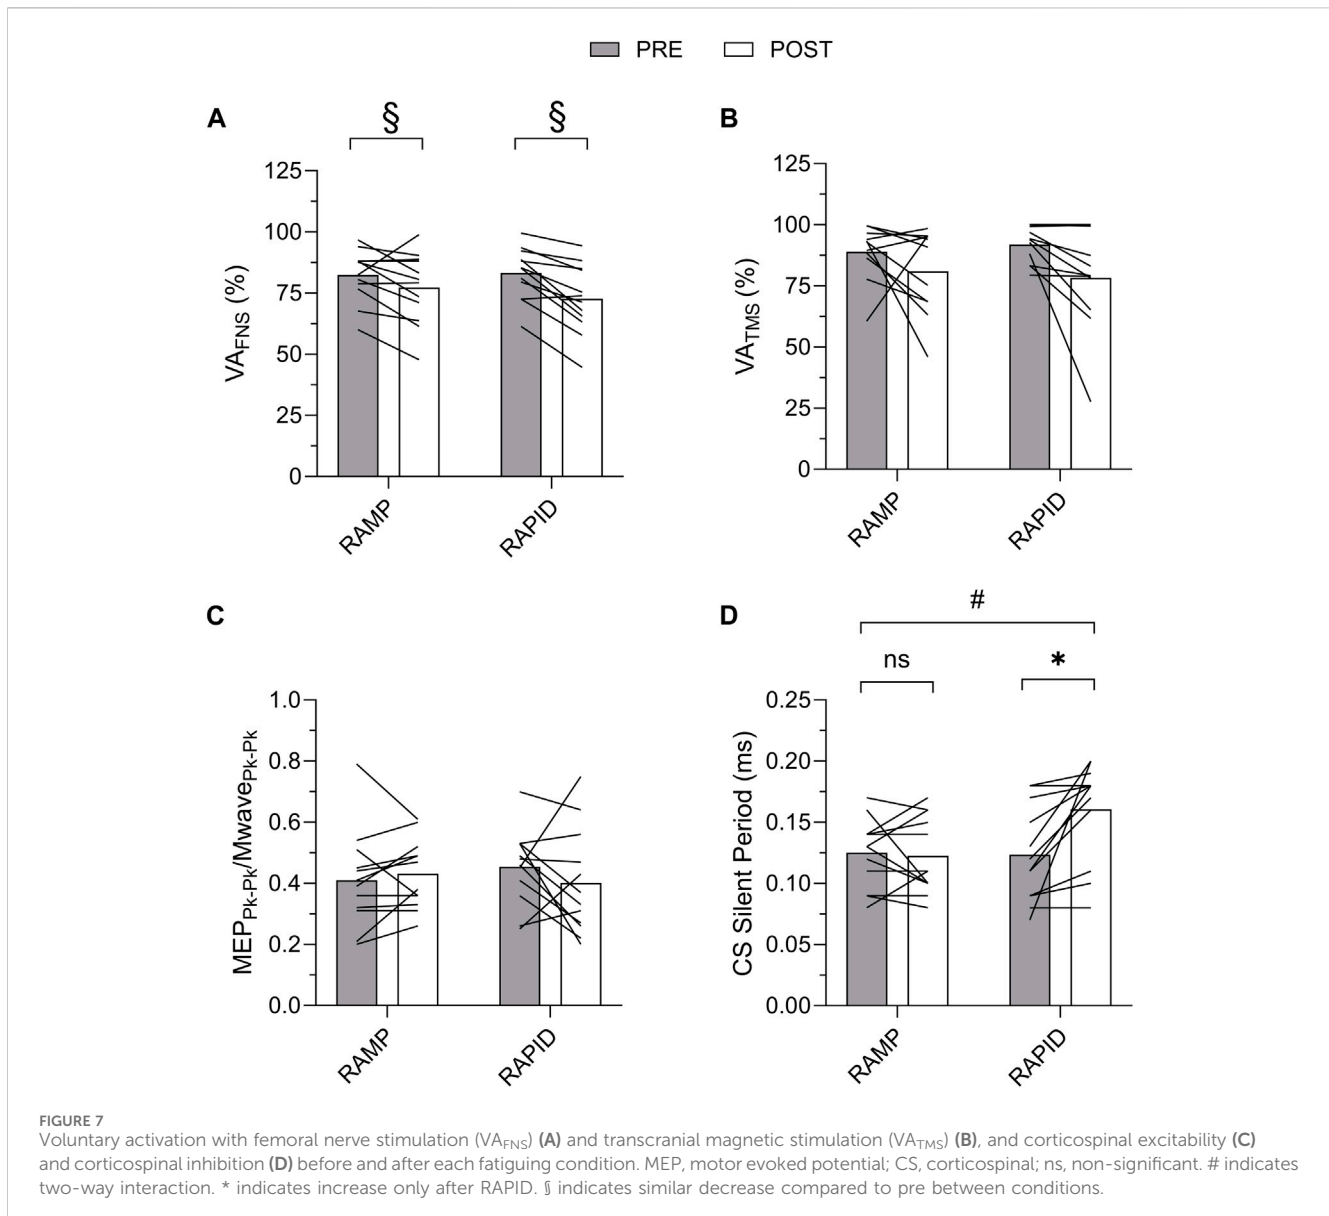 PRE POST
A
§ §
125
100
75
50
25
0
VAFNS (%)
RAMP RAPID
B
125
100
75
50
25
0
VATMS (%)
RAMP RAPID
C
1.0
0.8
0.6
0.4
0.2
0.0
MEPPk-Pk/MwavePk-Pk
RAMP RAPID
D
#
ns *
0.25
0.20
0.15
0.10
0.05
0.00
CS Silent Period (ms)
RAMP RAPID
FIGURE 7
Voluntary activation with femoral nerve stimulation (VAFNS) (A) and transcranial magnetic stimulation (VATMS) (B), and corticospinal excitability (C)
and corticospinal inhibition (D) before and after each fatiguing condition. MEP, motor evoked potential; CS, corticospinal; ns, non-significant. # indicates
two-way interaction. * indicates increase only after RAPID. § indicates similar decrease compared to pre between conditions.